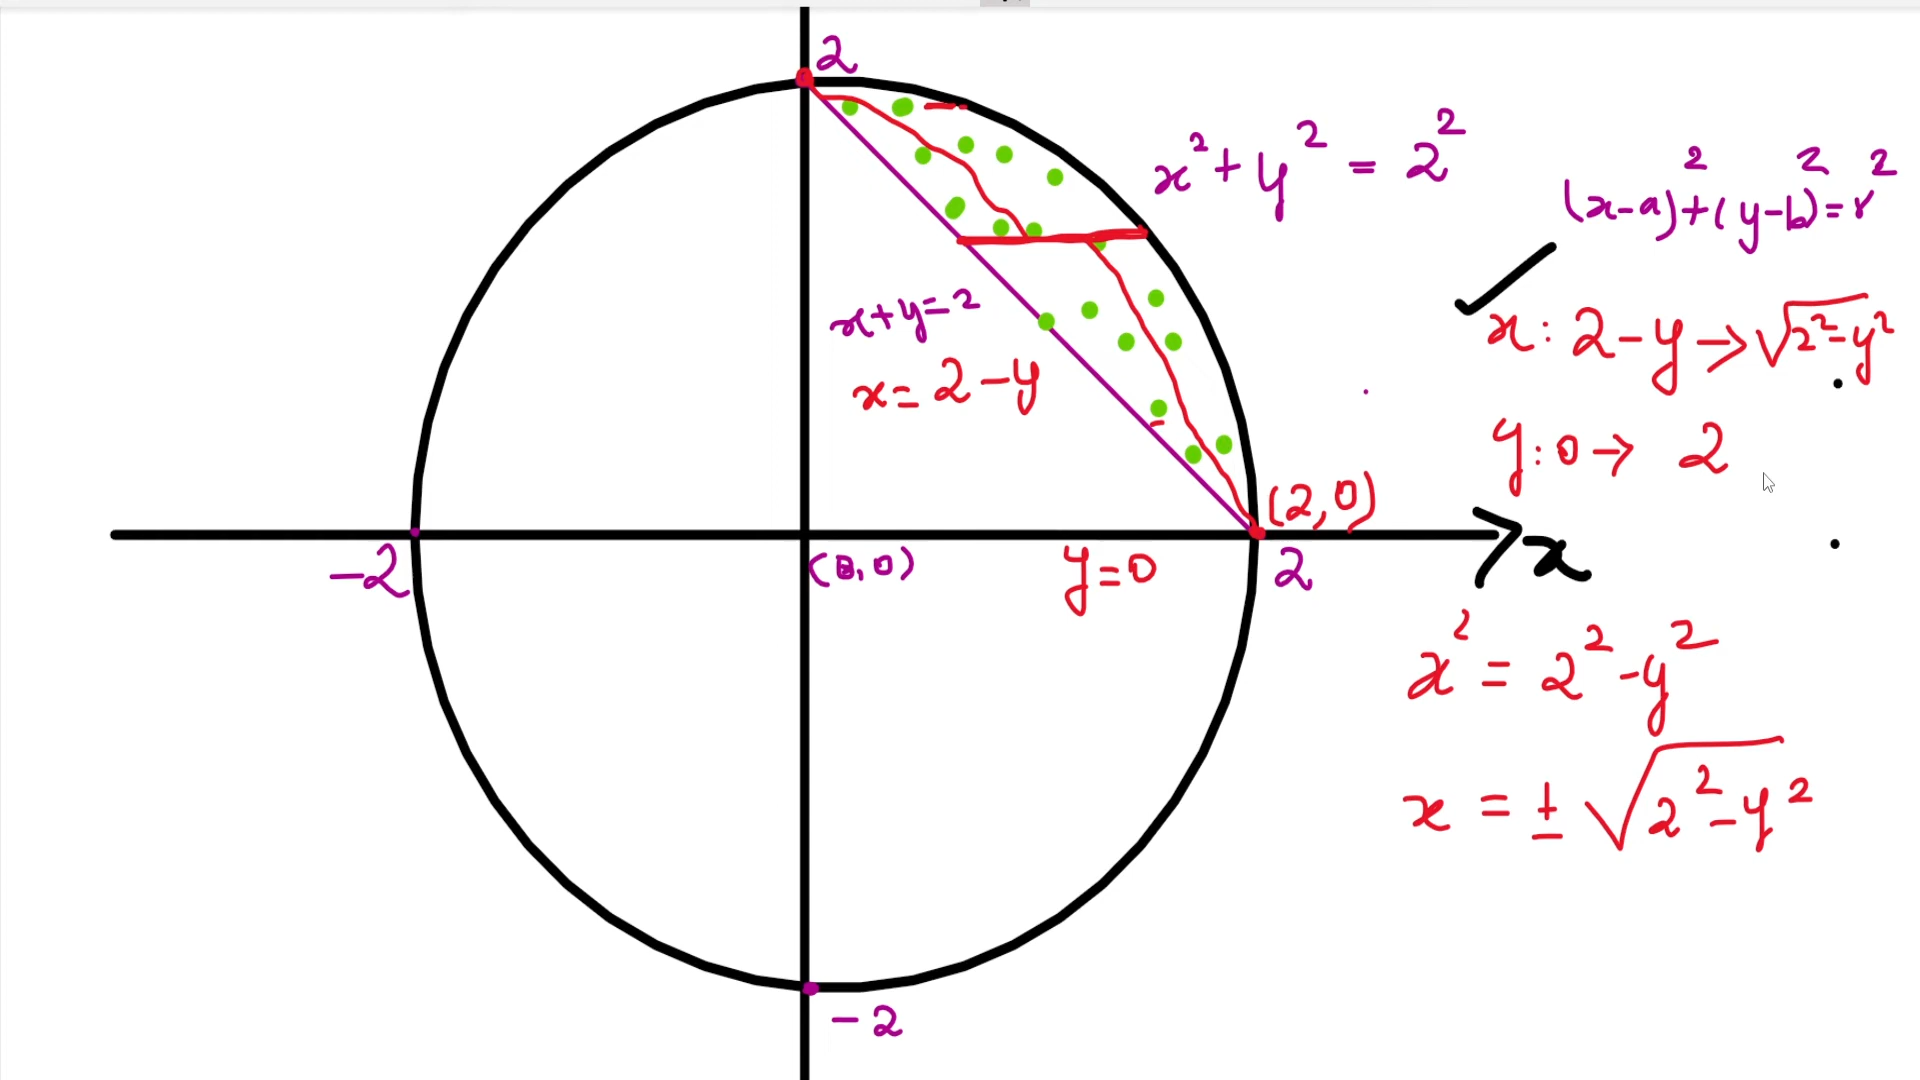 2
x² + y² = 2²
(x-a)² + (y-b)² = r²
x+y=2
x = 2-y
x: 2-y → √2²-y²
y: 0 → 2
(2,0)
-2
(0,0)
y=0
2
x
x² = 2²-y²
x = ± √2²-y²
-2